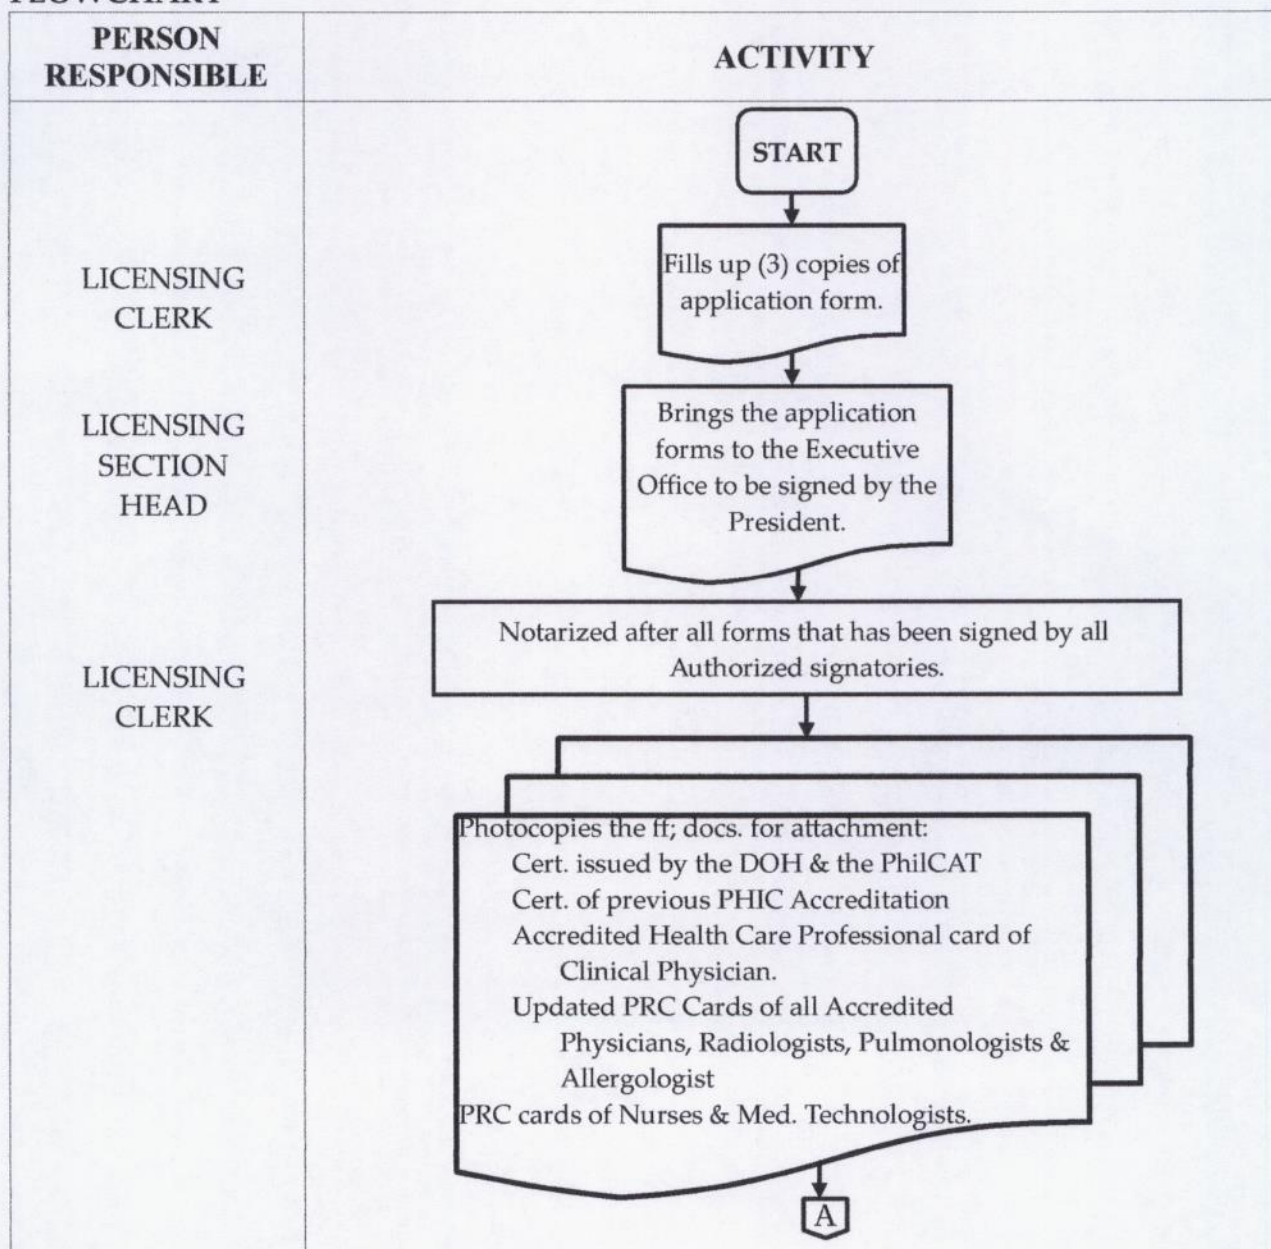 FLOWCHART
PERSON
RESPONSIBLE
ACTIVITY
START
LICENSING
CLERK
Fills up (3) copies of
application form.
LICENSING
SECTION
HEAD
Brings the application
forms to the Executive
Office to be signed by the
President.
LICENSING
CLERK
Notarized after all forms that has been signed by all
Authorized signatories.
Photocopies the ff; docs. for attachment:
Cert. issued by the DOH & the PhilCAT
Cert. of previous PHIC Accreditation
Accredited Health Care Professional card of
Clinical Physician.
Updated PRC Cards of all Accredited
Physicians, Radiologists, Pulmonologists &
Allergologist
PRC cards of Nurses & Med. Technologists.
A